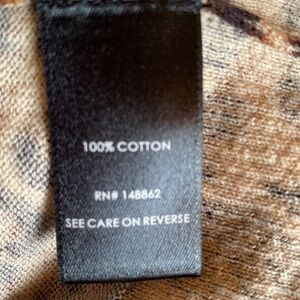 100% COTTON
RN# 148862
SEE CARE ON REVERSE